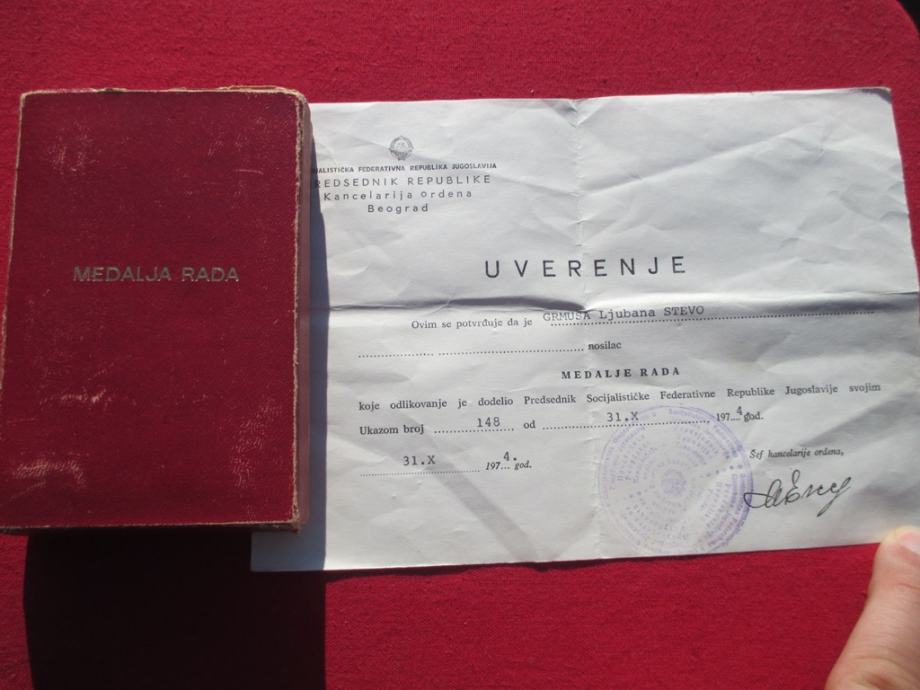 MEDALJA RADA
JALISTIČKA FEDERATIVNA REPUBLIKA JUGOSLAVIJA
REDSEDNIK REPUBLIKE
Kancelarija ordena
Beograd
UVERENJE
Ovim se potvrđuje da je GRMUŠA Ljubana STEVO
nosilac
MEDALJE RADA
koje odlikovanje je dodelio Predsednik Socijalističke Federativne Republike Jugoslavije svojim
Ukazom broj 148 od 31.X 1974 god.
31.X 1974. god.
Šef kancelarije ordena,